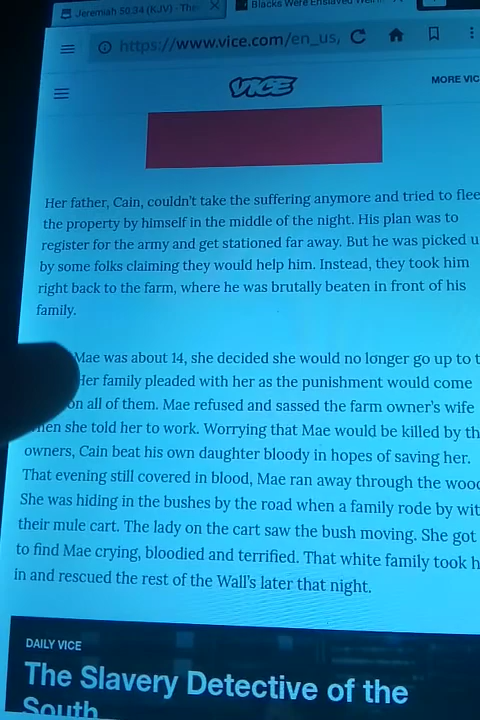 Jeremiah 50:34 (KJV) - The
Blacks Were Enslaved Well
https://www.vice.com/en_us,
VICE
MORE VIC
Her father, Cain, couldn't take the suffering anymore and tried to flee
the property by himself in the middle of the night. His plan was to
register for the army and get stationed far away. But he was picked u
by some folks claiming they would help him. Instead, they took him
right back to the farm, where he was brutally beaten in front of his
family.
Mae was about 14, she decided she would no longer go up to t
Her family pleaded with her as the punishment would come
on all of them. Mae refused and sassed the farm owner's wife
when she told her to work. Worrying that Mae would be killed by th
owners, Cain beat his own daughter bloody in hopes of saving her.
That evening still covered in blood, Mae ran away through the wood
She was hiding in the bushes by the road when a family rode by wit
their mule cart. The lady on the cart saw the bush moving. She got
to find Mae crying, bloodied and terrified. That white family took h
in and rescued the rest of the Wall's later that night.
DAILY VICE
The Slavery Detective of the
South